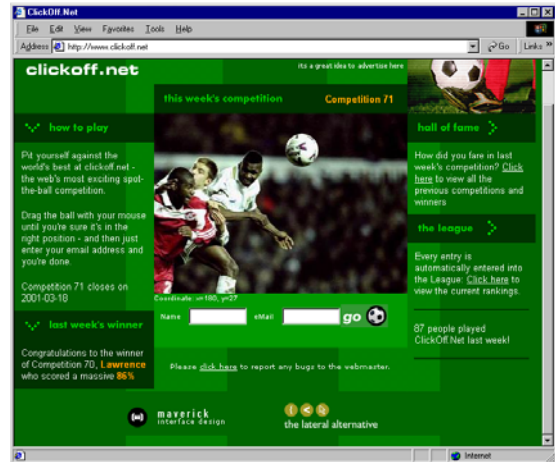 ClickOff.Net
File Edit View Favorites Tools Help
Address http://www.clickoff.net Go Links »
clickoff.net
its a great idea to advertise here
this week's competition Competition 71
how to play
Pit yourself against the
world's best at clickoff.net -
the web's most exciting spot-
the-ball competition.
Drag the ball with your mouse
until you're sure it's in the
right position - and then just
enter your email address and
you're done.
Competition 71 closes on
2001-03-18
last week's winner
Congratulations to the winner
of Competition 70, Lawrence
who scored a massive 86%
Coordinate: x=180, y=27
Name eMail go
Please click here to report any bugs to the webmaster.
hall of fame
How did you fare in last
week's competition? Click
here to view all the
previous competitions and
winners
the league
Every entry is
automatically entered into
the League: Click here to
view the current rankings.
87 people played
ClickOff.Net last week!
maverick
interface design
the lateral alternative
Internet